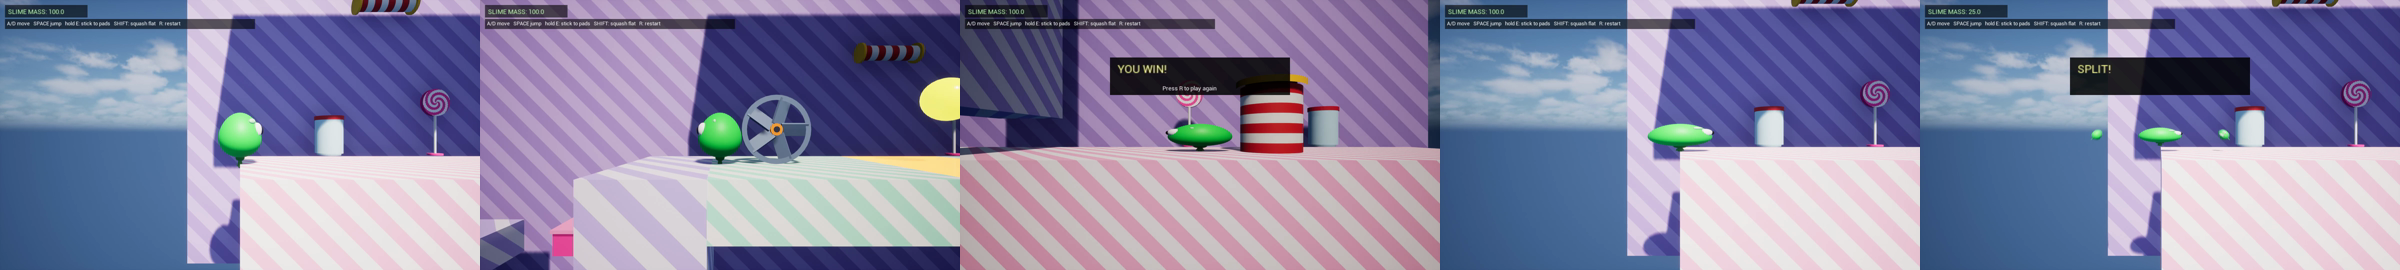 SLIME MASS: 100.0
A/D move SPACE jump hold E: stick to pads SHIFT: squash flat R: restart
SLIME MASS: 100.0
A/D move SPACE jump hold E: stick to pads SHIFT: squash flat R: restart
SLIME MASS: 100.0
A/D move SPACE jump hold E: stick to pads SHIFT: squash flat R: restart
YOU WIN!
Press R to play again
SLIME MASS: 100.0
A/D move SPACE jump hold E: stick to pads SHIFT: squash flat R: restart
SLIME MASS: 25.0
A/D move SPACE jump hold E: stick to pads SHIFT: squash flat R: restart
SPLIT!